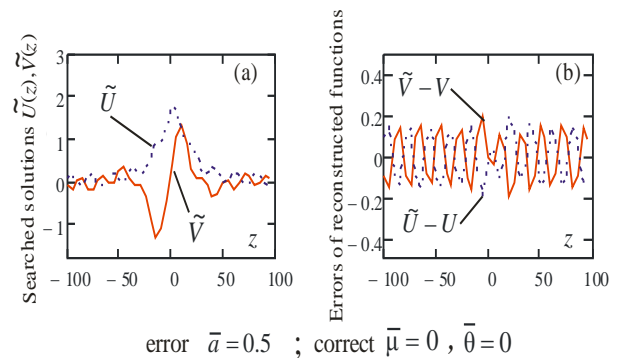 Searched solutions Ũ(z), Ṽ(z)
3
2
1
0
– 1
(a)
Ũ
Ṽ
z
– 100
– 50
0
50
100
Errors of reconstructed functions
0.4
0.2
0
– 0.2
– 0.4
(b)
Ṽ – V
Ũ – U
z
– 100
– 50
0
50
100
error a̅ = 0.5 ; correct μ̅ = 0 , θ̅ = 0